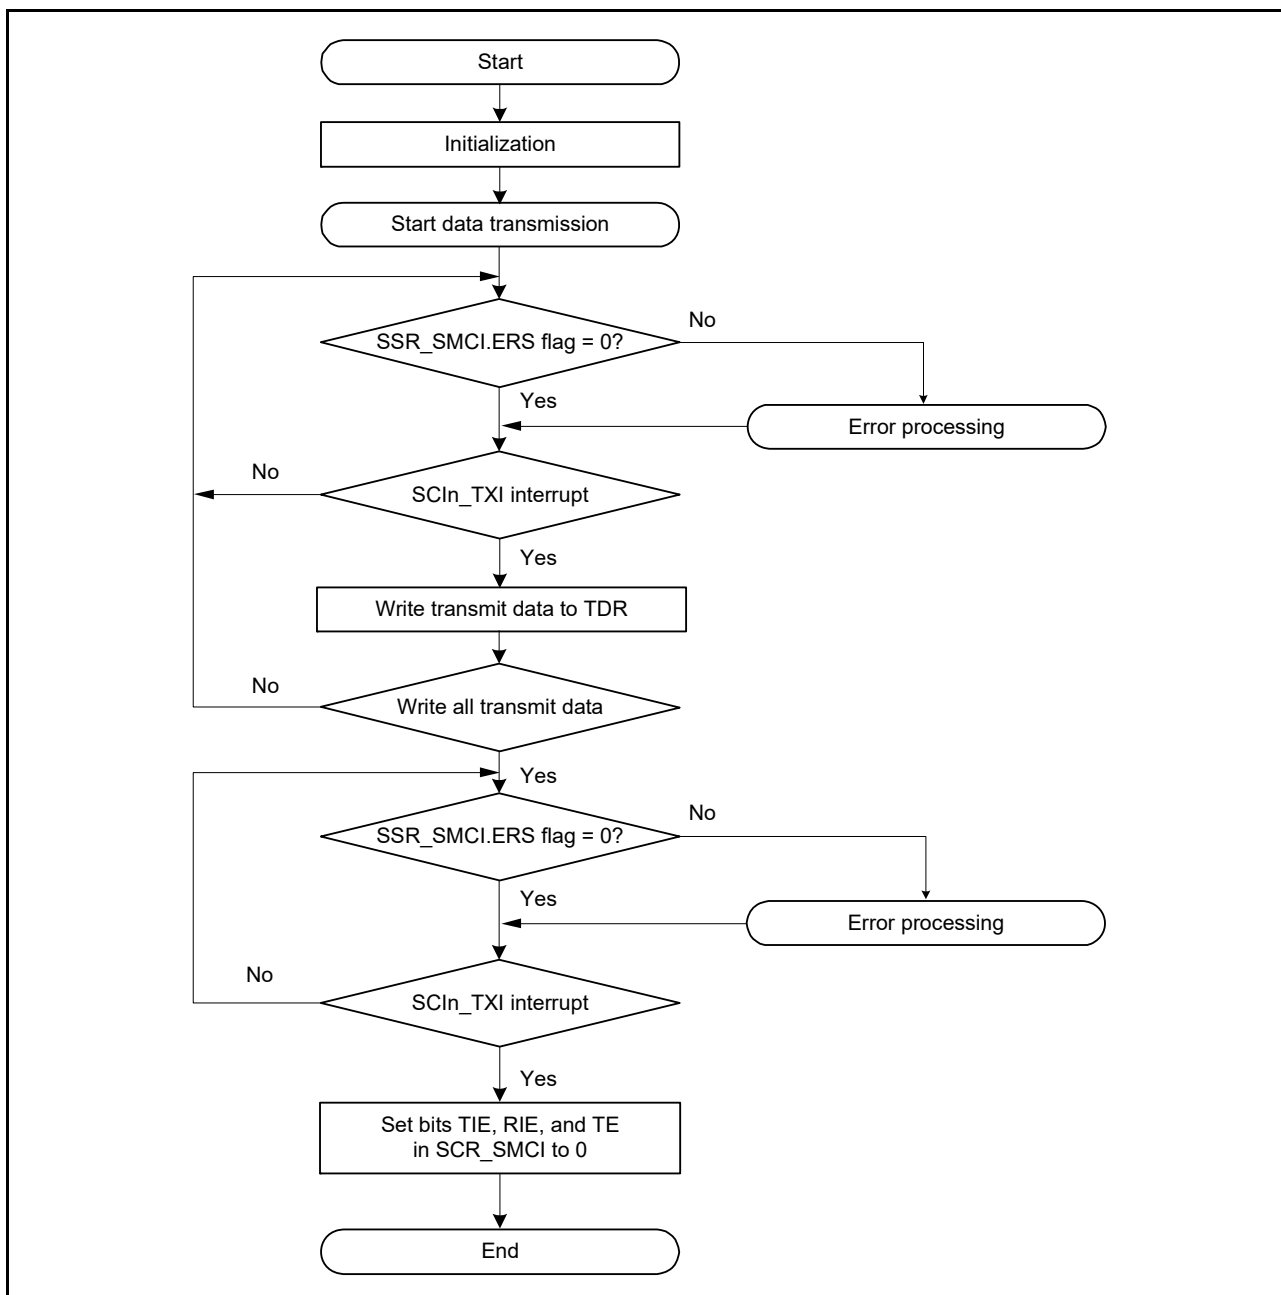 Start
Initialization
Start data transmission
SSR_SMCI.ERS flag = 0?
No
Yes
Error processing
No
SCIn_TXI interrupt
Yes
Write transmit data to TDR
No
Write all transmit data
Yes
SSR_SMCI.ERS flag = 0?
No
Yes
Error processing
No
SCIn_TXI interrupt
Yes
Set bits TIE, RIE, and TE
in SCR_SMCI to 0
End